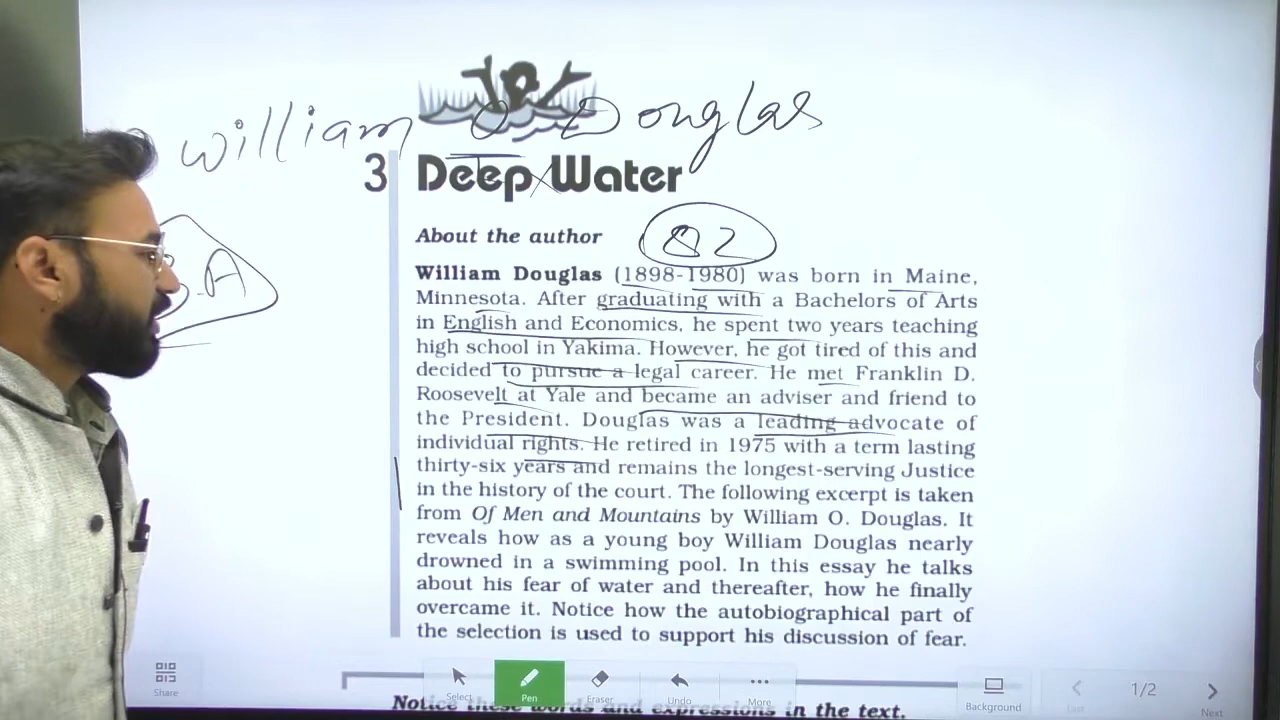 William O Douglas
3 Deep Water
About the author
82
B.A
William Douglas (1898-1980) was born in Maine,
Minnesota. After graduating with a Bachelors of Arts
in English and Economics, he spent two years teaching
high school in Yakima. However, he got tired of this and
decided to pursue a legal career. He met Franklin D.
Roosevelt at Yale and became an adviser and friend to
the President. Douglas was a leading advocate of
individual rights. He retired in 1975 with a term lasting
thirty-six years and remains the longest-serving Justice
in the history of the court. The following excerpt is taken
from Of Men and Mountains by William O. Douglas. It
reveals how as a young boy William Douglas nearly
drowned in a swimming pool. In this essay he talks
about his fear of water and thereafter, how he finally
overcame it. Notice how the autobiographical part of
the selection is used to support his discussion of fear.
Notice these words and expressions in the text.
Share
Select
Pen
Eraser
Undo
More
Background
Last
1/2
Next